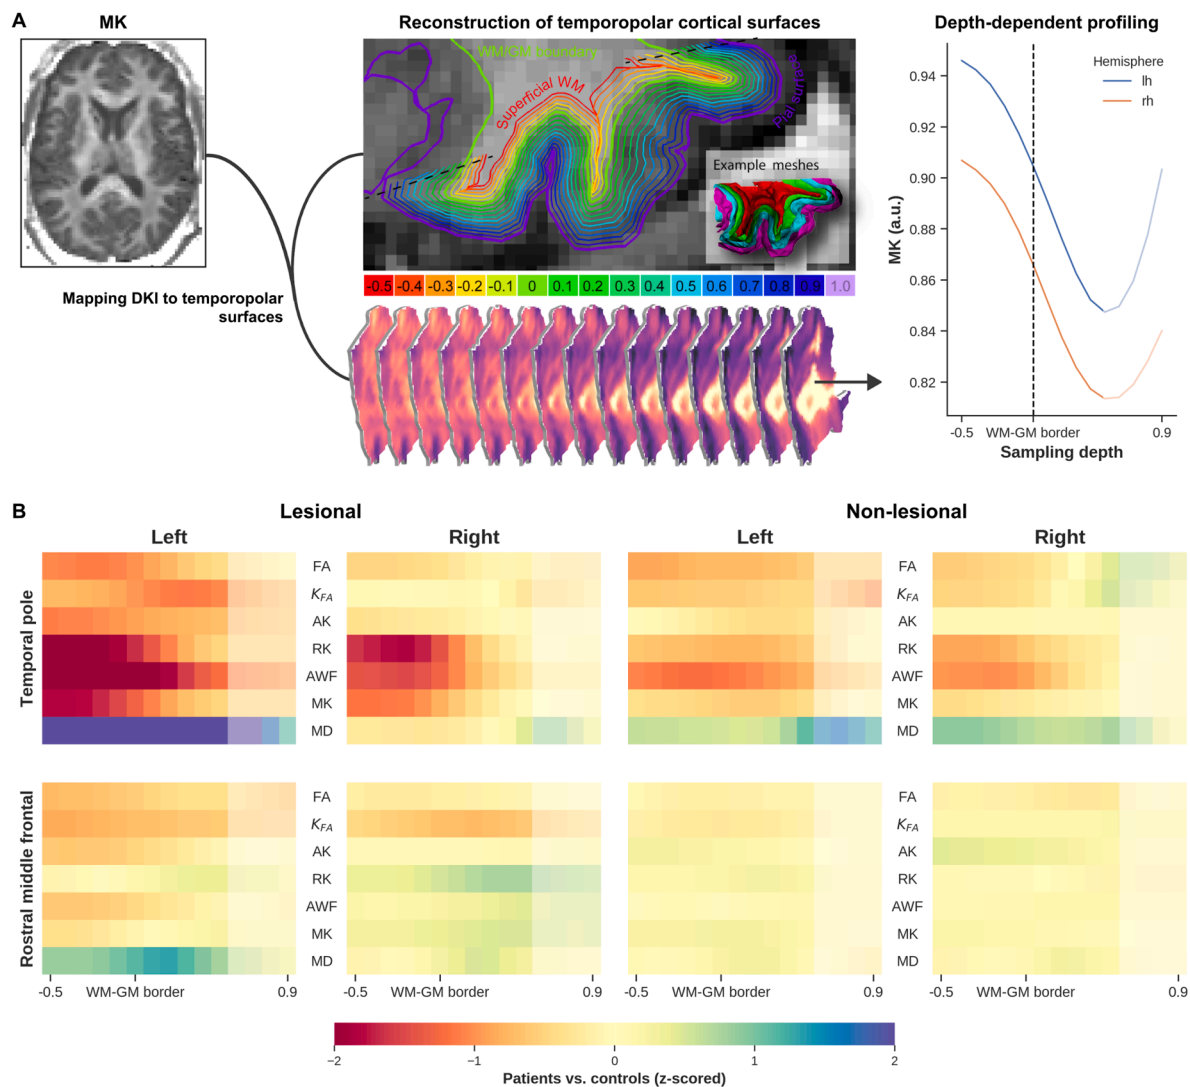 A
MK
Reconstruction of temporopolar cortical surfaces
Depth-dependent profiling
WM/GM boundary
Superficial WM
Pial surface
Example meshes
Mapping DKI to temporopolar
surfaces
-0.5 -0.4 -0.3 -0.2 -0.1 0 0.1 0.2 0.3 0.4 0.5 0.6 0.7 0.8 0.9 1.0
Hemisphere
lh
rh
MK (a.u.)
0.94
0.92
0.90
0.88
0.86
0.84
0.82
-0.5 WM-GM border 0.9
Sampling depth
B
Lesional
Non-lesional
Left Right Left Right
Temporal pole
FA FA
K_FA K_FA
AK AK
RK RK
AWF AWF
MK MK
MD MD
Rostral middle frontal
FA FA
K_FA K_FA
AK AK
RK RK
AWF AWF
MK MK
MD MD
-0.5 WM-GM border 0.9 -0.5 WM-GM border 0.9 -0.5 WM-GM border 0.9 -0.5 WM-GM border 0.9
−2 −1 0 1 2
Patients vs. controls (z-scored)